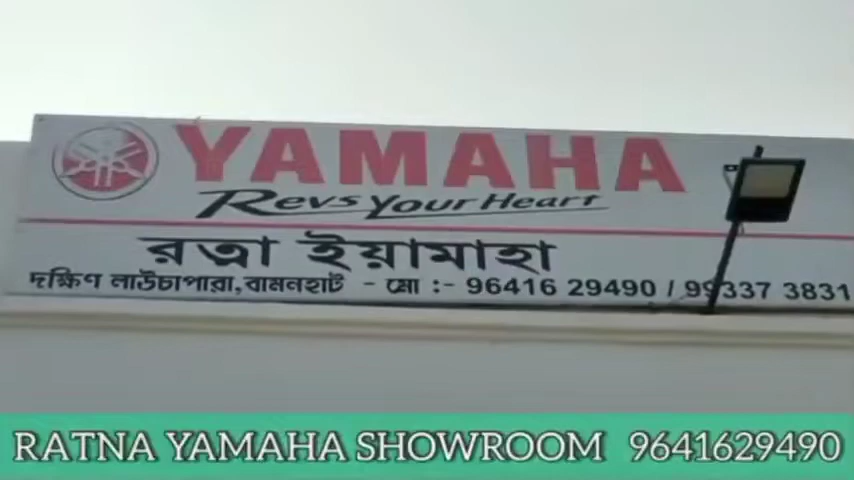 YAMAHA
Revs Your Heart
রত্না ইয়ামাহা
দক্ষিণ লাউচাপারা, বামনহাট - মো :- 96416 29490 / 99337 3831
RATNA YAMAHA SHOWROOM 9641629490